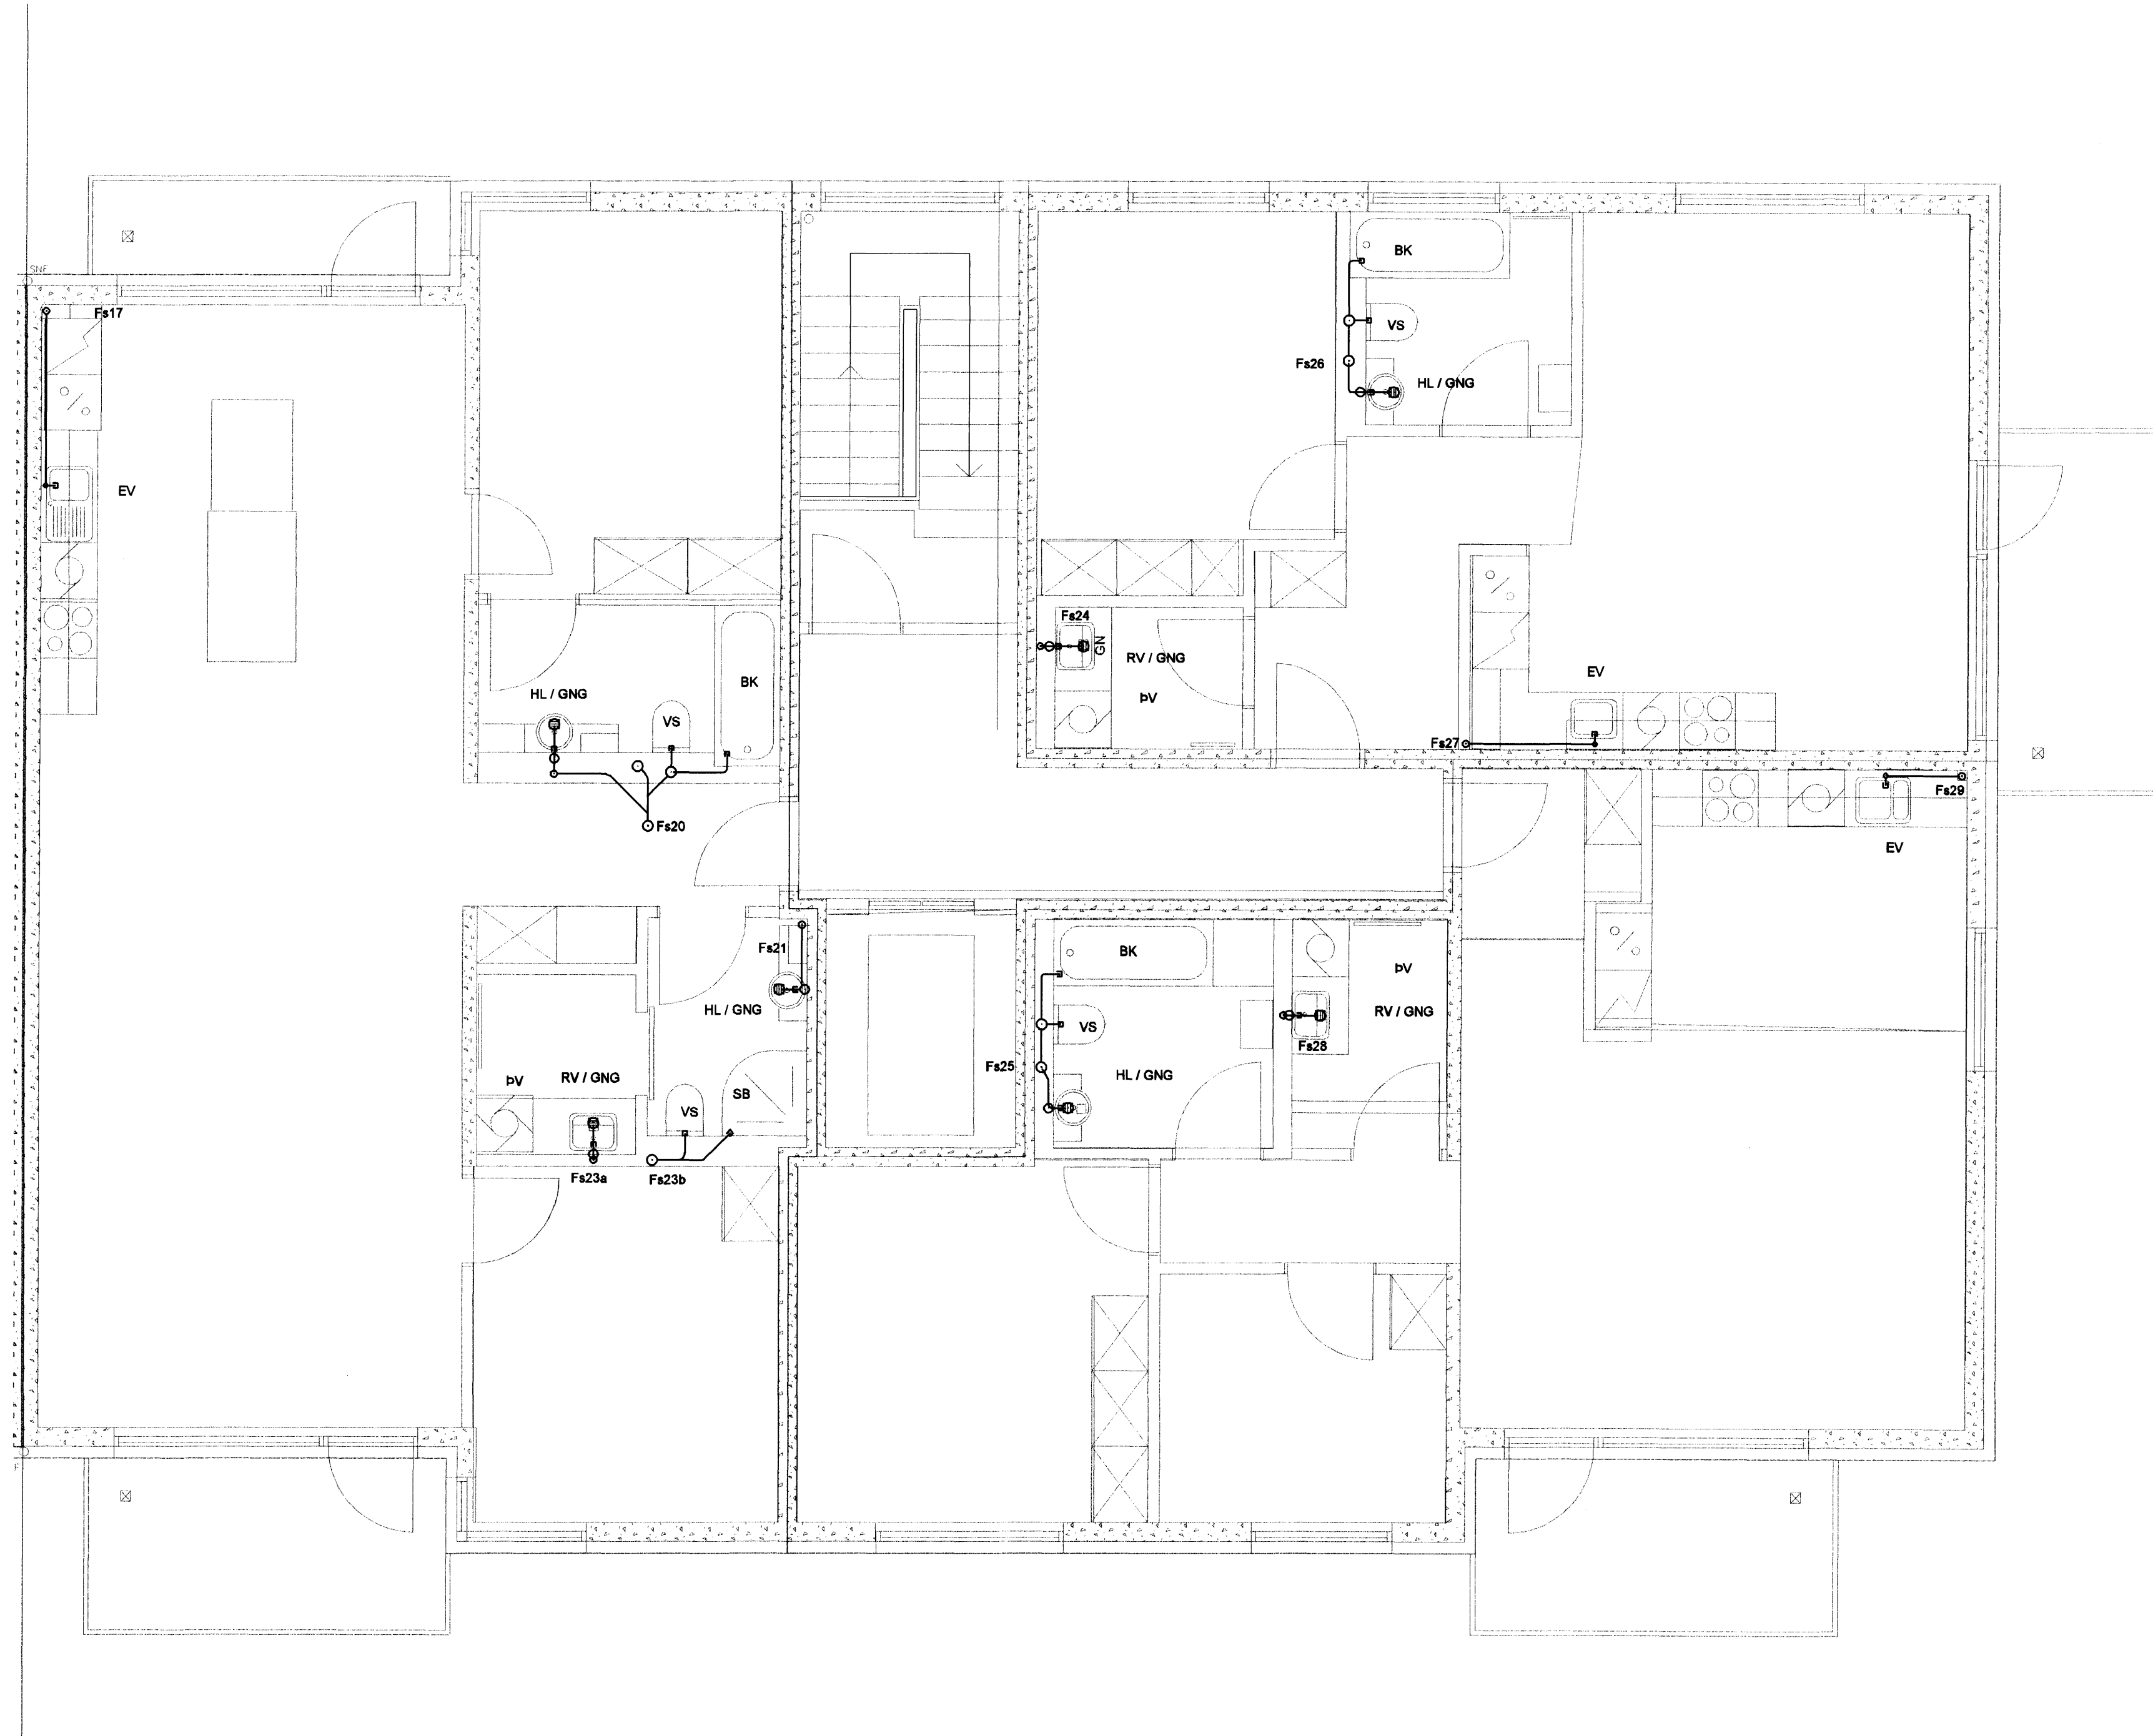 BK
SNF
Fs17
VS
Fs26
HL / GNG
EV
Fs24
GN
RV / GNG
EV
BK
HL / GNG
ÞV
VS
Fs27
Fs29
Fs20
EV
Fs21
BK
ÞV
HL / GNG
RV / GNG
VS
Fs28
Fs25
HL / GNG
RV / GNG
ÞV
SB
VS
Fs23a
Fs23b
F